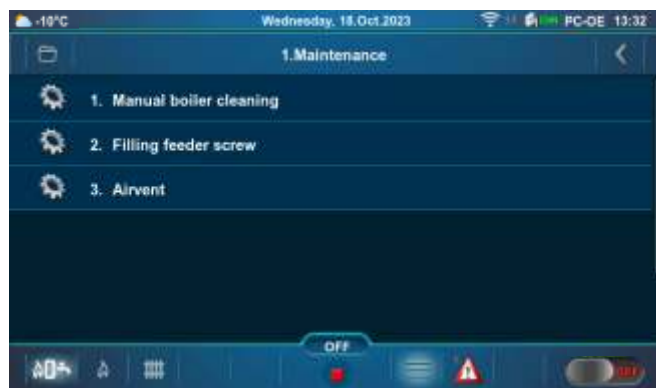 -10°C Wednesday, 18.Oct.2023 PC-OE 13:32
1.Maintenance
1. Manual boiler cleaning
2. Filling feeder screw
3. Airvent
OFF
OFF